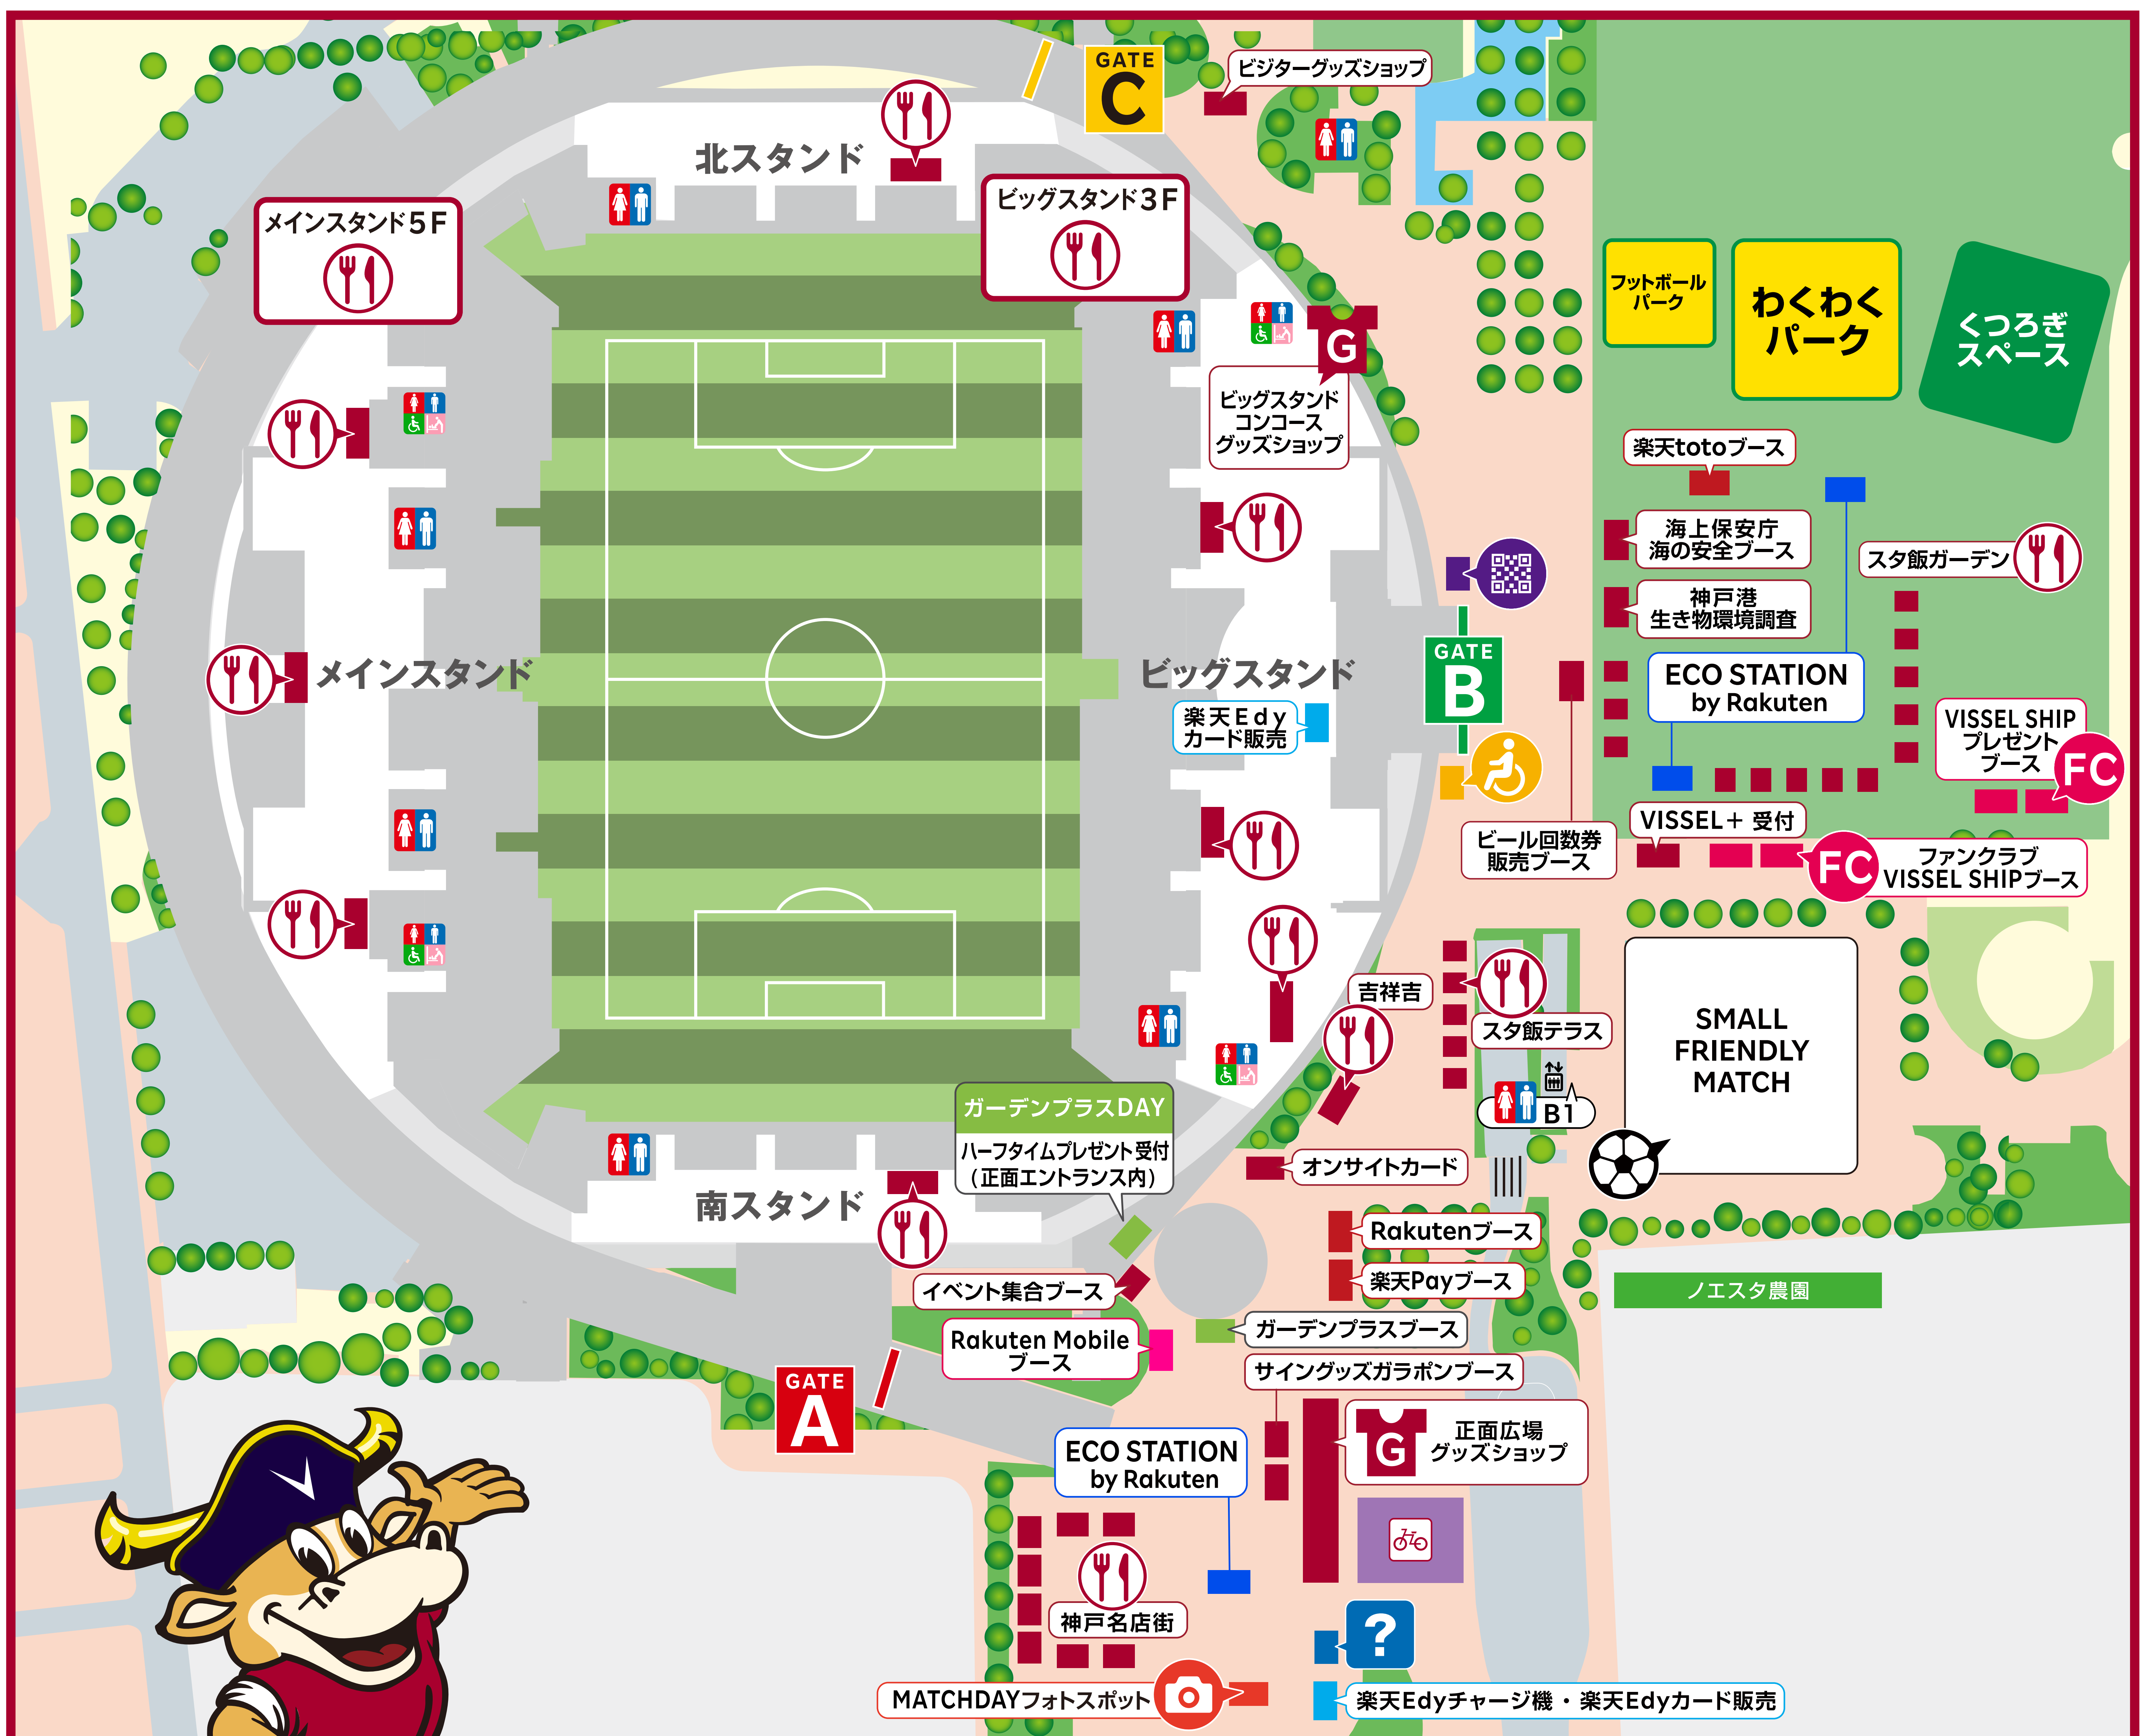 GATE
C
ビジターグッズショップ
北スタンド
メインスタンド5F
ビッグスタンド3F
フットボール
パーク
わくわく
パーク
くつろぎ
スペース
G
ビッグスタンド
コンコース
グッズショップ
楽天totoブース
海上保安庁
海の安全ブース
スタ飯ガーデン
神戸港
生き物環境調査
メインスタンド
ビッグスタンド
GATE
B
ECO STATION
by Rakuten
楽天Edy
カード販売
VISSEL SHIP
プレゼント
ブース
FC
VISSEL＋ 受付
ビール回数券
販売ブース
FC
ファンクラブ
VISSEL SHIPブース
吉祥吉
スタ飯テラス
SMALL
FRIENDLY
MATCH
B1
ガーデンプラスDAY
ハーフタイムプレゼント受付
(正面エントランス内)
オンサイトカード
南スタンド
Rakutenブース
楽天Payブース
イベント集合ブース
ノエスタ農園
ガーデンプラスブース
Rakuten Mobile
ブース
サイングッズガラポンブース
GATE
A
G
正面広場
グッズショップ
ECO STATION
by Rakuten
神戸名店街
?
MATCHDAYフォトスポット
楽天Edyチャージ機・楽天Edyカード販売